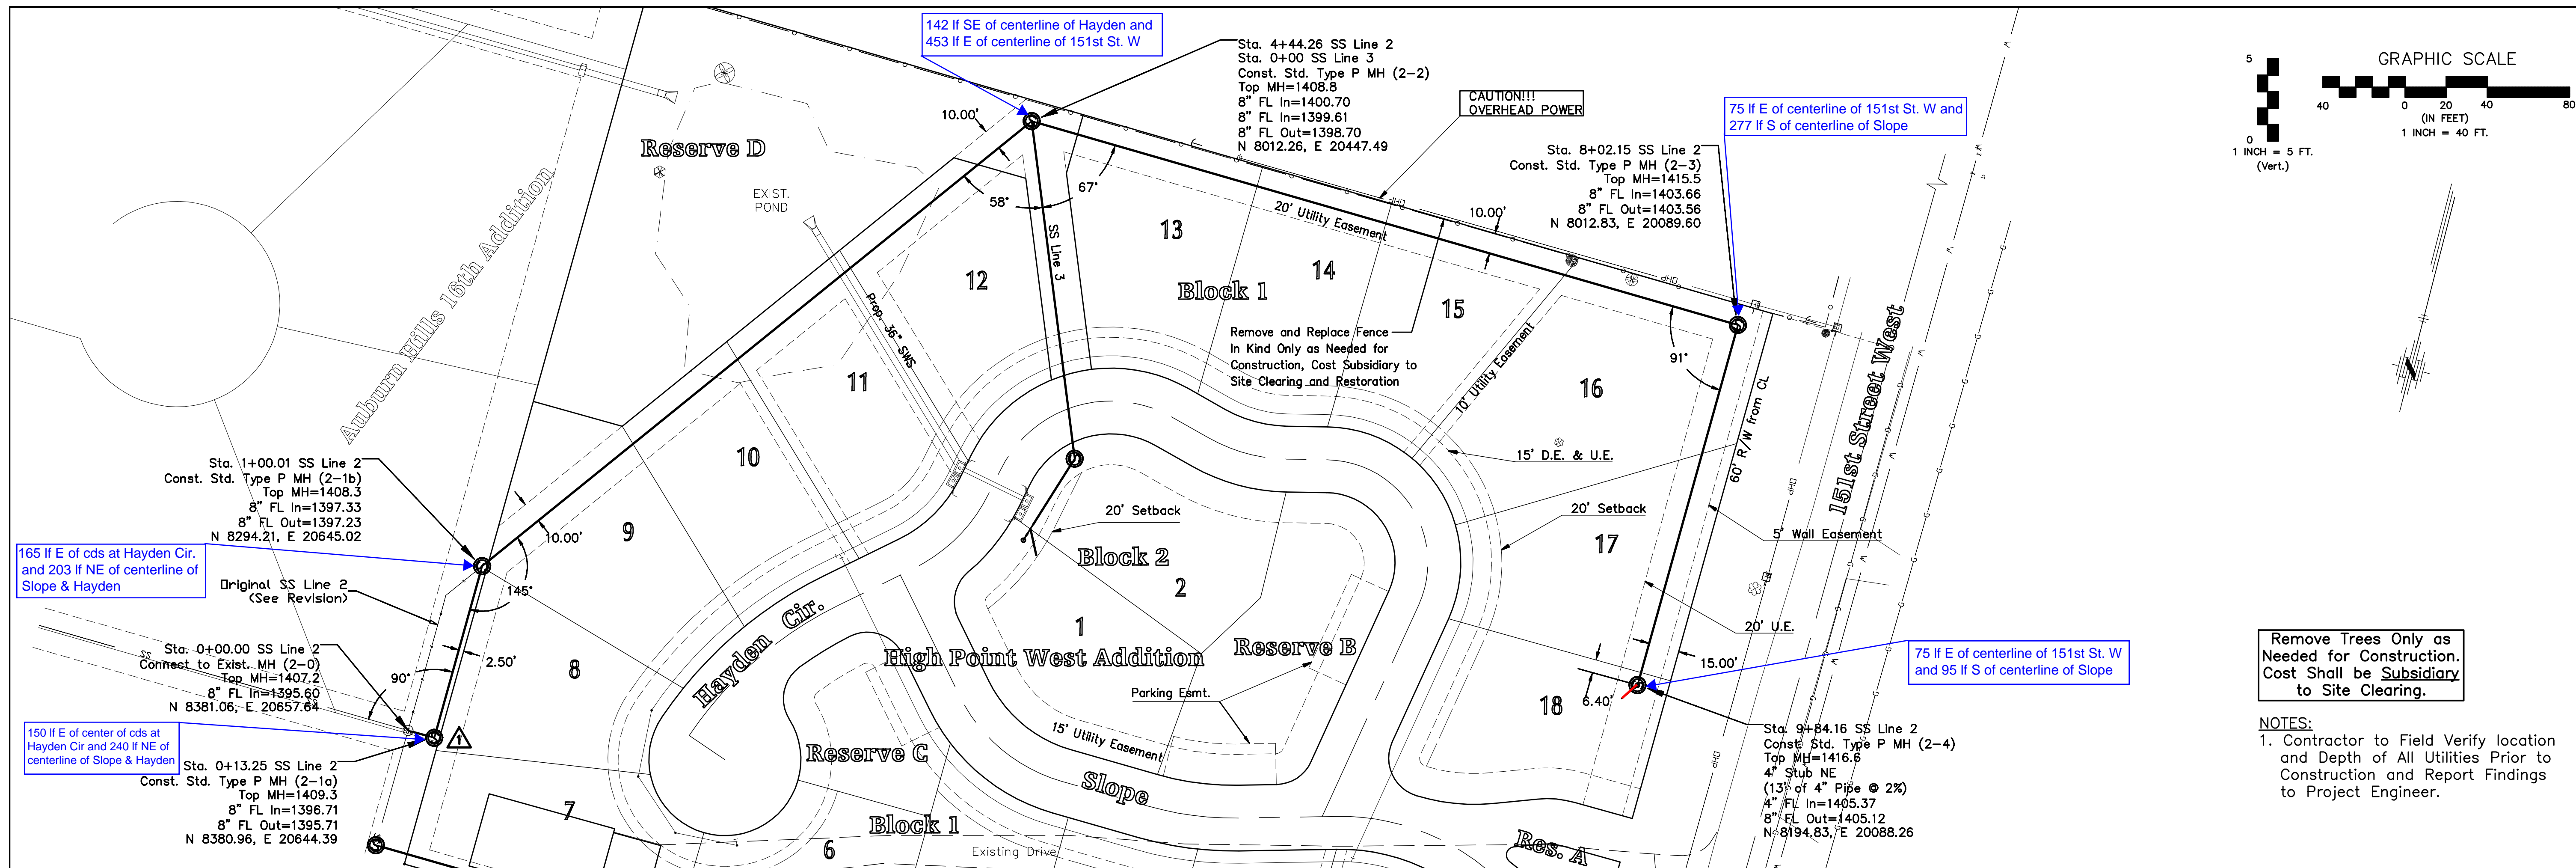 142 lf SE of centerline of Hayden and
453 lf E of centerline of 151st St. W
Sta. 4+44.26 SS Line 2
Sta. 0+00 SS Line 3
Const. Std. Type P MH (2-2)
Top MH=1408.8
8" FL In=1400.70
8" FL In=1399.61
8" FL Out=1398.70
N 8012.26, E 20447.49
CAUTION!!!
OVERHEAD POWER
75 lf E of centerline of 151st St. W and
277 lf S of centerline of Slope
Sta. 8+02.15 SS Line 2
Const. Std. Type P MH (2-3)
Top MH=1415.5
8" FL In=1403.66
8" FL Out=1403.56
N 8012.83, E 20089.60
5
0
1 INCH = 5 FT.
(Vert.)
GRAPHIC SCALE
40 0 20 40 80
(IN FEET)
1 INCH = 40 FT.
Reserve D
EXIST.
POND
10.00'
58°
67°
SS Line 3
20' Utility Easement
10.00'
OHP
OHP
OHP
Auburn Hills 16th Addition
Prop. 36" SWS
12
13
14
15
16
Block 1
Remove and Replace Fence
In Kind Only as Needed for
Construction, Cost Subsidiary to
Site Clearing and Restoration
10' Utility Easement
91°
60' R/W from CL
151st Street West
11
10
9
8
7
6
17
18
15' D.E. & U.E.
20' Setback
5' Wall Easement
20' U.E.
OHP
OHP
Sta. 1+00.01 SS Line 2
Const. Std. Type P MH (2-1b)
Top MH=1408.3
8" FL In=1397.33
8" FL Out=1397.23
N 8294.21, E 20645.02
165 lf E of cds at Hayden Cir.
and 203 lf NE of centerline of
Slope & Hayden
Original SS Line 2
(See Revision)
10.00'
145°
2.50'
90°
SS
Sta. 0+00.00 SS Line 2
Connect to Exist. MH (2-0)
Top MH=1407.2
8" FL In=1395.60
N 8381.06, E 20657.64
150 lf E of center of cds at
Hayden Cir and 240 lf NE of
centerline of Slope & Hayden
1
Sta. 0+13.25 SS Line 2
Const. Std. Type P MH (2-1a)
Top MH=1409.3
8" FL In=1396.71
8" FL Out=1395.71
N 8380.96, E 20644.39
20' Setback
Block 2
2
1
High Point West Addition
Reserve B
Parking Esmt.
15' Utility Easement
Hayden Cir.
Reserve C
Block 1
Slope
Existing Drive
Res. A
75 lf E of centerline of 151st St. W
and 95 lf S of centerline of Slope
15.00'
6.40'
Sta. 9+84.16 SS Line 2
Const. Std. Type P MH (2-4)
Top MH=1416.6
4" Stub NE
(13' of 4" Pipe @ 2%)
4" FL In=1405.37
8" FL Out=1405.12
N 8194.83, E 20088.26
Remove Trees Only as
Needed for Construction.
Cost Shall be Subsidiary
to Site Clearing.
NOTES:
1. Contractor to Field Verify location
and Depth of All Utilities Prior to
Construction and Report Findings
to Project Engineer.